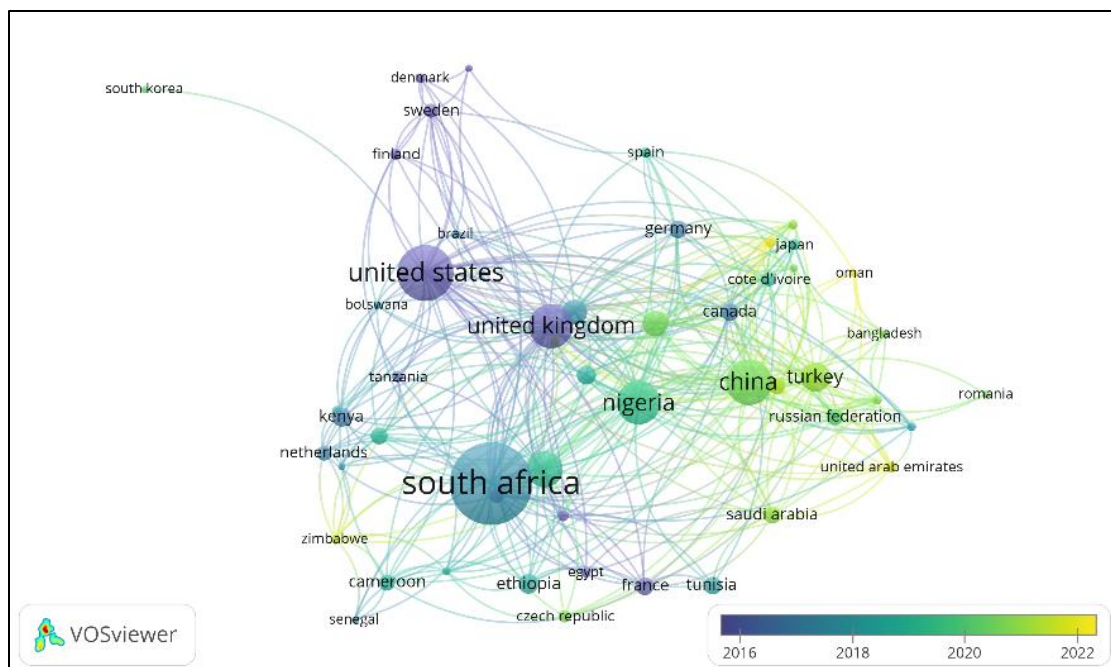 denmark
south korea
sweden
finland
spain
brazil
germany
japan
united states
cote d'ivoire
oman
botswana
canada
united kingdom
bangladesh
tanzania
china
turkey
romania
nigeria
kenya
russian federation
netherlands
united arab emirates
south africa
saudi arabia
zimbabwe
cameroon
ethiopia
egypt
france
tunisia
senegal
czech republic
VOSviewer
2016 2018 2020 2022